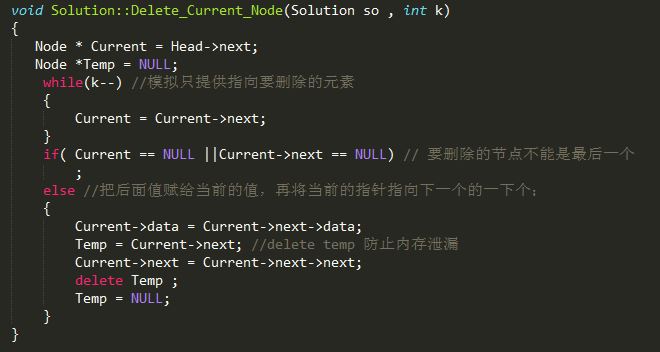 void Solution::Delete_Current_Node(Solution so , int k)
{
Node * Current = Head->next;
Node *Temp = NULL;
while(k--) //模拟只提供指向要删除的元素
{
Current = Current->next;
}
if( Current == NULL ||Current->next == NULL) // 要删除的节点不能是最后一个
;
else //把后面值赋给当前的值，再将当前的指针指向下一个的一下个；
{
Current->data = Current->next->data;
Temp = Current->next; //delete temp 防止内存泄漏
Current->next = Current->next->next;
delete Temp ;
Temp = NULL;
}
}